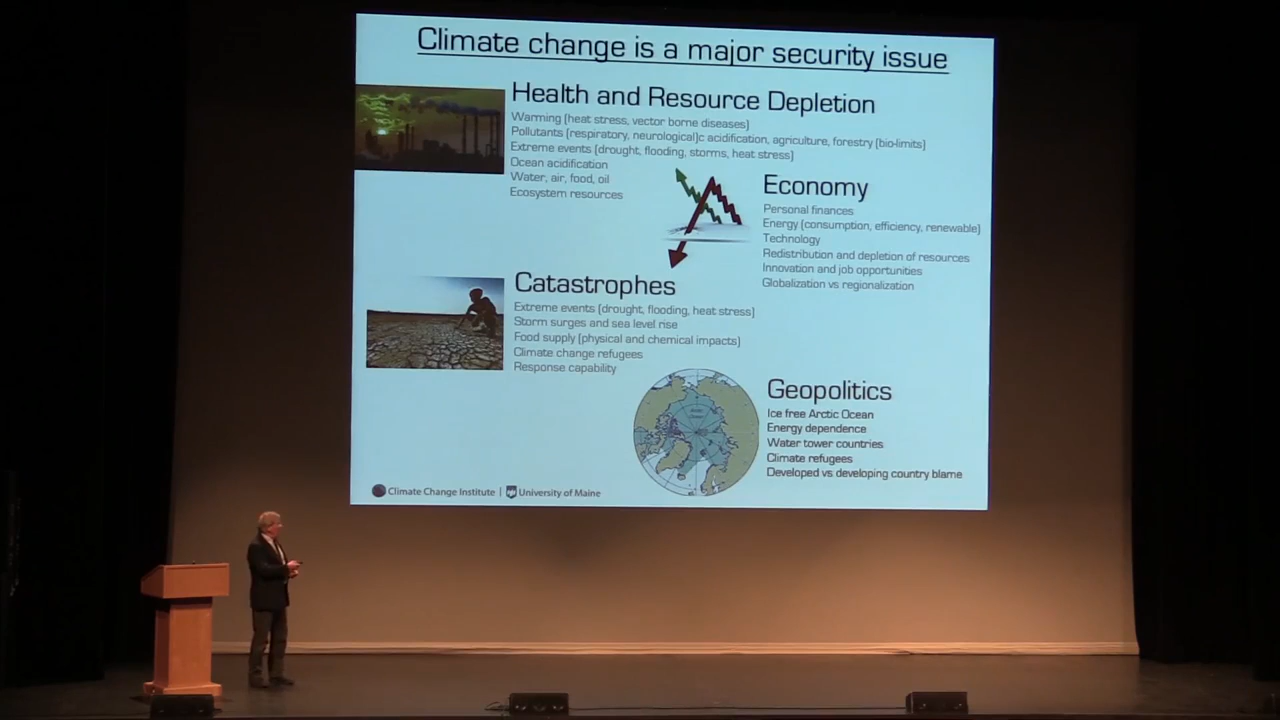 Climate change is a major security issue
Health and Resource Depletion
Warming (heat stress, vector borne diseases)
Pollutants (respiratory, neurological)c acidification, agriculture, forestry (bio-limits)
Extreme events (drought, flooding, storms, heat stress)
Ocean acidification
Water, air, food, oil
Ecosystem resources
Economy
Personal finances
Energy (consumption, efficiency, renewable)
Technology
Redistribution and depletion of resources
Innovation and job opportunities
Globalization vs regionalization
Catastrophes
Extreme events (drought, flooding, heat stress)
Storm surges and sea level rise
Food supply (physical and chemical impacts)
Climate change refugees
Response capability
Geopolitics
Ice free Arctic Ocean
Energy dependence
Water tower countries
Climate refugees
Developed vs developing country blame
Arctic
Ocean
Climate Change Institute | University of Maine